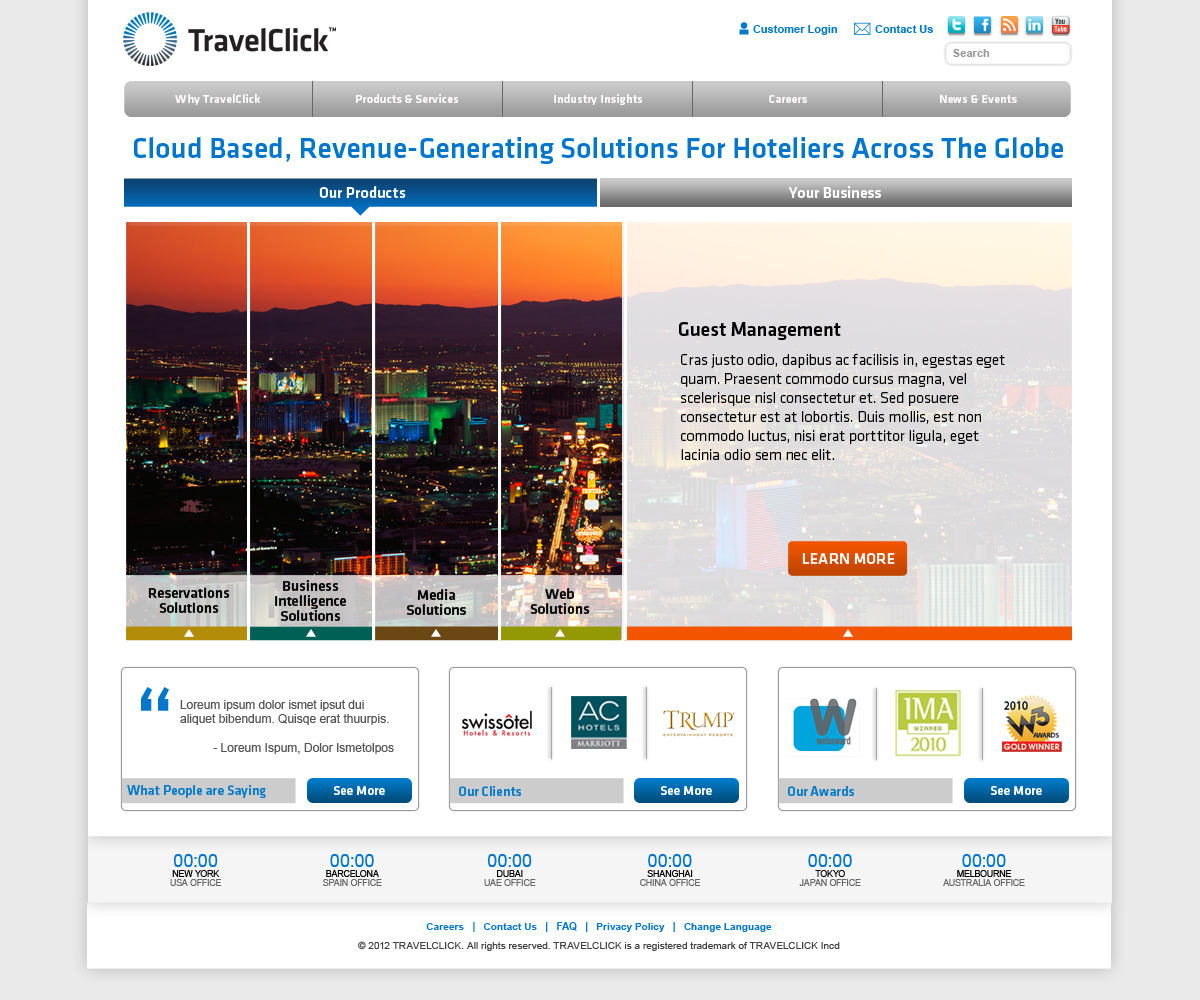 TravelClick™
Customer Login
Contact Us
You
Tube
Search
Why TravelClick
Products & Services
Industry Insights
Careers
News & Events
Cloud Based, Revenue-Generating Solutions For Hoteliers Across The Globe
Our Products
Your Business
Guest Management
Cras justo odio, dapibus ac facilisis in, egestas eget
quam. Praesent commodo cursus magna, vel
scelerisque nisl consectetur et. Sed posuere
consectetur est at lobortis. Duis mollis, est non
commodo luctus, nisi erat porttitor ligula, eget
lacinia odio sem nec elit.
LEARN MORE
Reservations
Solutions
Business
Intelligence
Solutions
Media
Solutions
Web
Solutions
“
Lorem ipsum dolor ismet ipsut dui
aliquet bibendum. Quisqe erat thuurpis.
- Loreum Ispum, Dolor Ismetolpos
What People are Saying
See More
swissôtel
Hotels & Resorts
AC
HOTELS
MARRIOTT
TRUMP
ENTERTAINMENT RESORTS
Our Clients
See More
W
webaward
IMA
WINNER
2010
2010
W3
AWARDS
GOLD WINNER
Our Awards
See More
00:00
NEW YORK
USA OFFICE
00:00
BARCELONA
SPAIN OFFICE
00:00
DUBAI
UAE OFFICE
00:00
SHANGHAI
CHINA OFFICE
00:00
TOKYO
JAPAN OFFICE
00:00
MELBOURNE
AUSTRALIA OFFICE
Careers | Contact Us | FAQ | Privacy Policy | Change Language
© 2012 TRAVELCLICK. All rights reserved. TRAVELCLICK is a registered trademark of TRAVELCLICK Incd